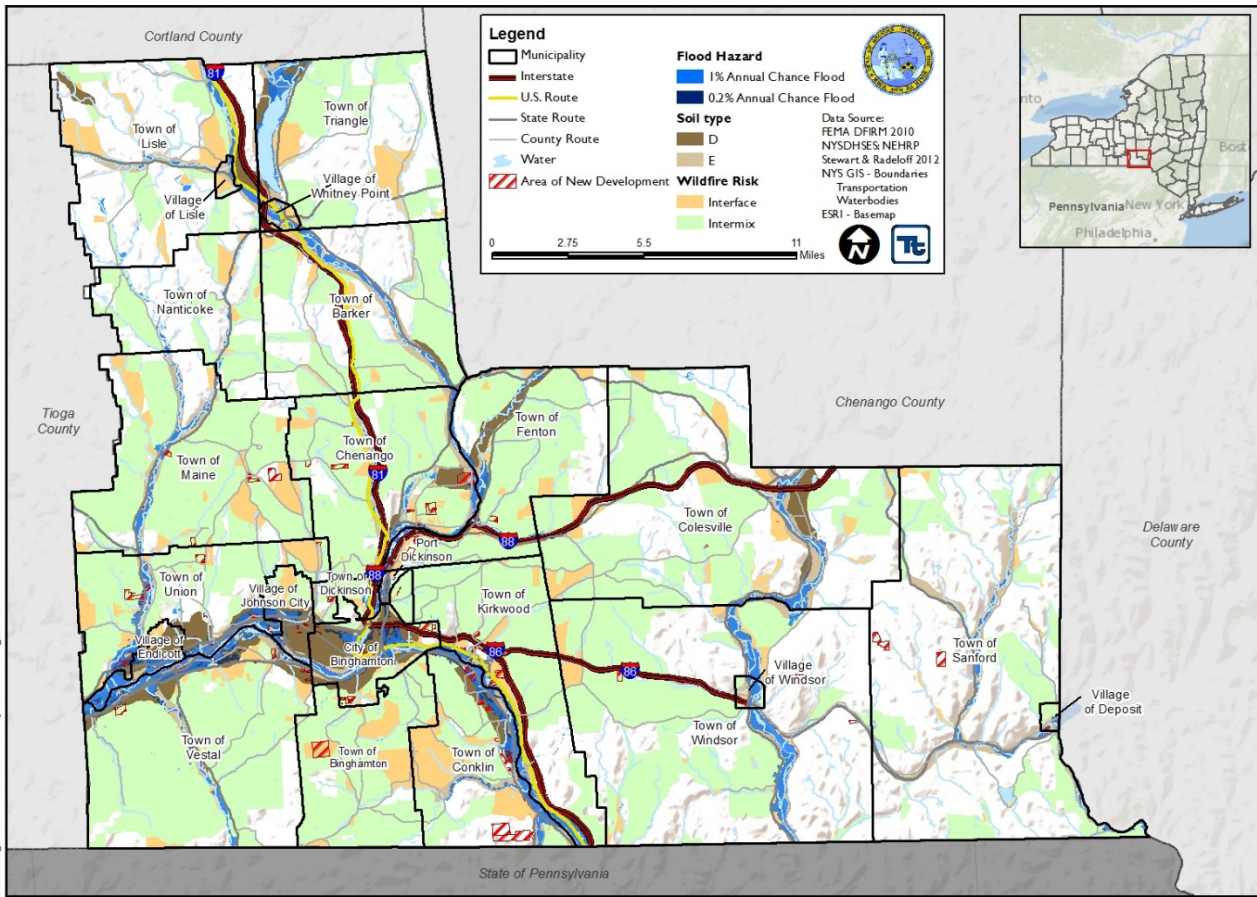 Cortland County
81
Town of
Lisle
Town of
Triangle
Village
of Lisle
Village of
Whitney Point
Town of
Nanticoke
Town of
Barker
Tioga
County
Town of
Maine
Town of
Chenango
81
Town of
Fenton
Chenango County
Town of
Colesville
Delaware
County
Port
Dickinson
88
88
Town of
Dickinson
Town of
Union
Village of
Johnson City
Town of
Kirkwood
Village of
Endicott
City of
Binghamton
86
86
Village
of Windsor
Town of
Sanford
Village
of Deposit
Town of
Vestal
Town of
Binghamton
Town of
Conklin
Town of
Windsor
State of Pennsylvania
Legend
Municipality
Interstate
U.S. Route
State Route
County Route
Water
Area of New Development
Flood Hazard
1% Annual Chance Flood
0.2% Annual Chance Flood
Soil type
D
E
Wildfire Risk
Interface
Intermix
Data Source:
FEMA DFIRM 2010
NYSDHSES: NEHRP
Stewart & Radeloff 2012
NYS GIS - Boundaries
Transportation
Waterbodies
ESRI - Basemap
0 2.75 5.5 11
Miles
N
Tt
onto
Bost
Pennsylvania New York
Philadelphia